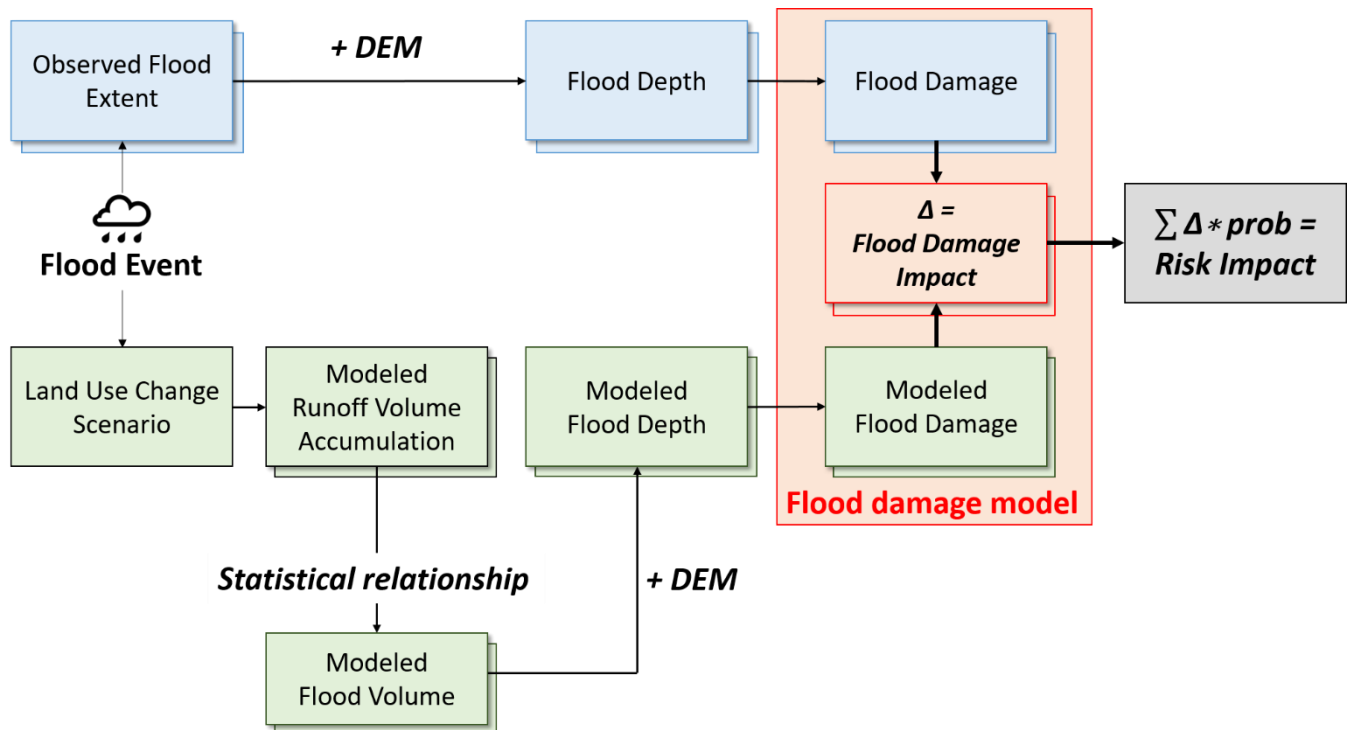 Observed Flood
Extent
+ DEM
Flood Depth
Flood Damage
Flood Event
Δ =
Flood Damage
Impact
∑ Δ * prob =
Risk Impact
Land Use Change
Scenario
Modeled
Runoff Volume
Accumulation
Modeled
Flood Depth
Modeled
Flood Damage
Flood damage model
Statistical relationship
+ DEM
Modeled
Flood Volume